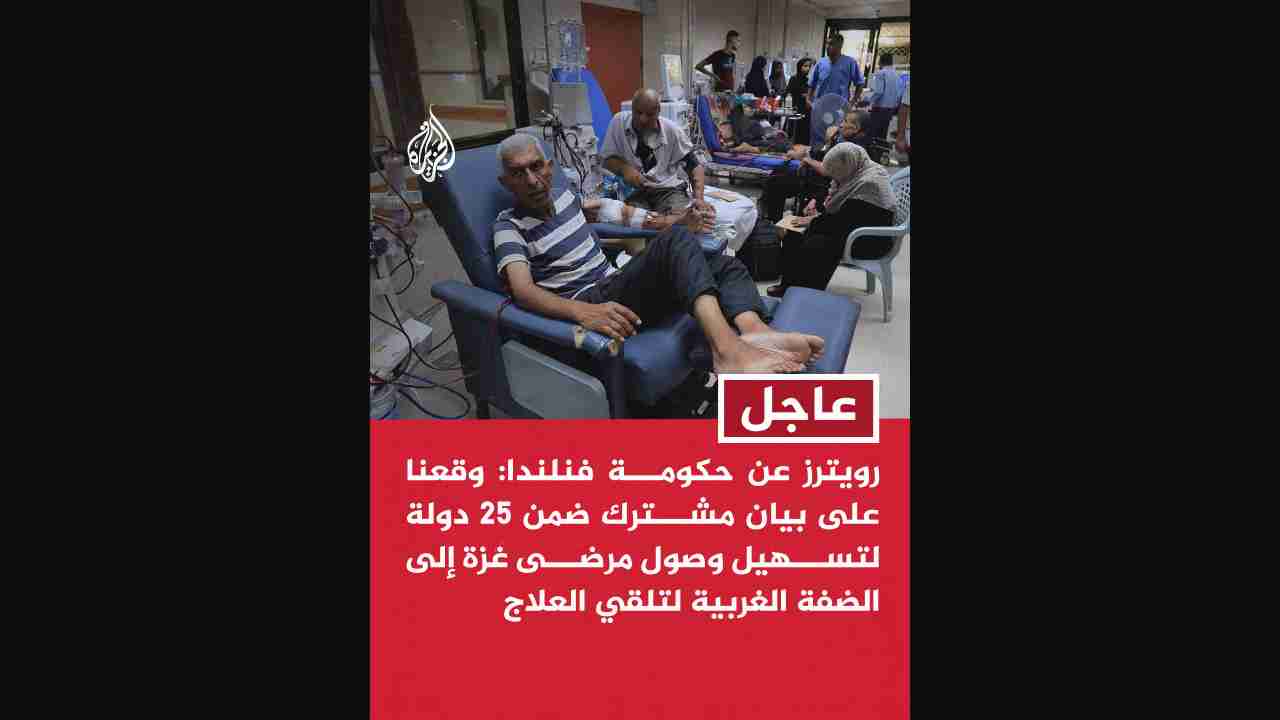 الجزيرة
عاجل
رويترز عن حكومة فنلندا: وقعنا
على بيان مشترك ضمن 25 دولة
لتسهيل وصول مرضى غزة إلى
الضفة الغربية لتلقي العلاج